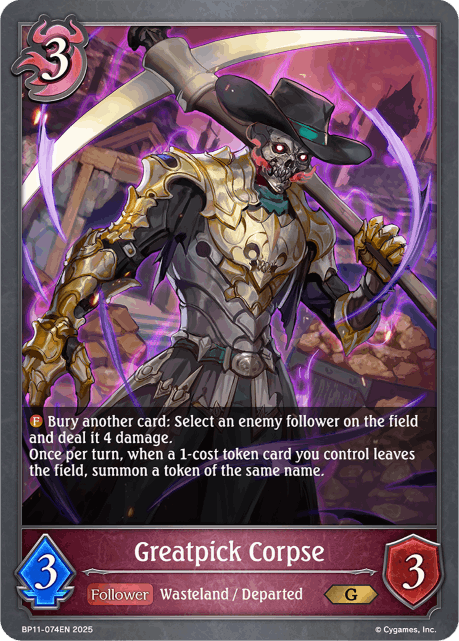 3
Bury another card: Select an enemy follower on the field
and deal it 4 damage.
Once per turn, when a 1-cost token card you control leaves
the field, summon a token of the same name.
Greatpick Corpse
3
Follower Wasteland / Departed G
3
BP11-074EN 2025 © Cygames, Inc.